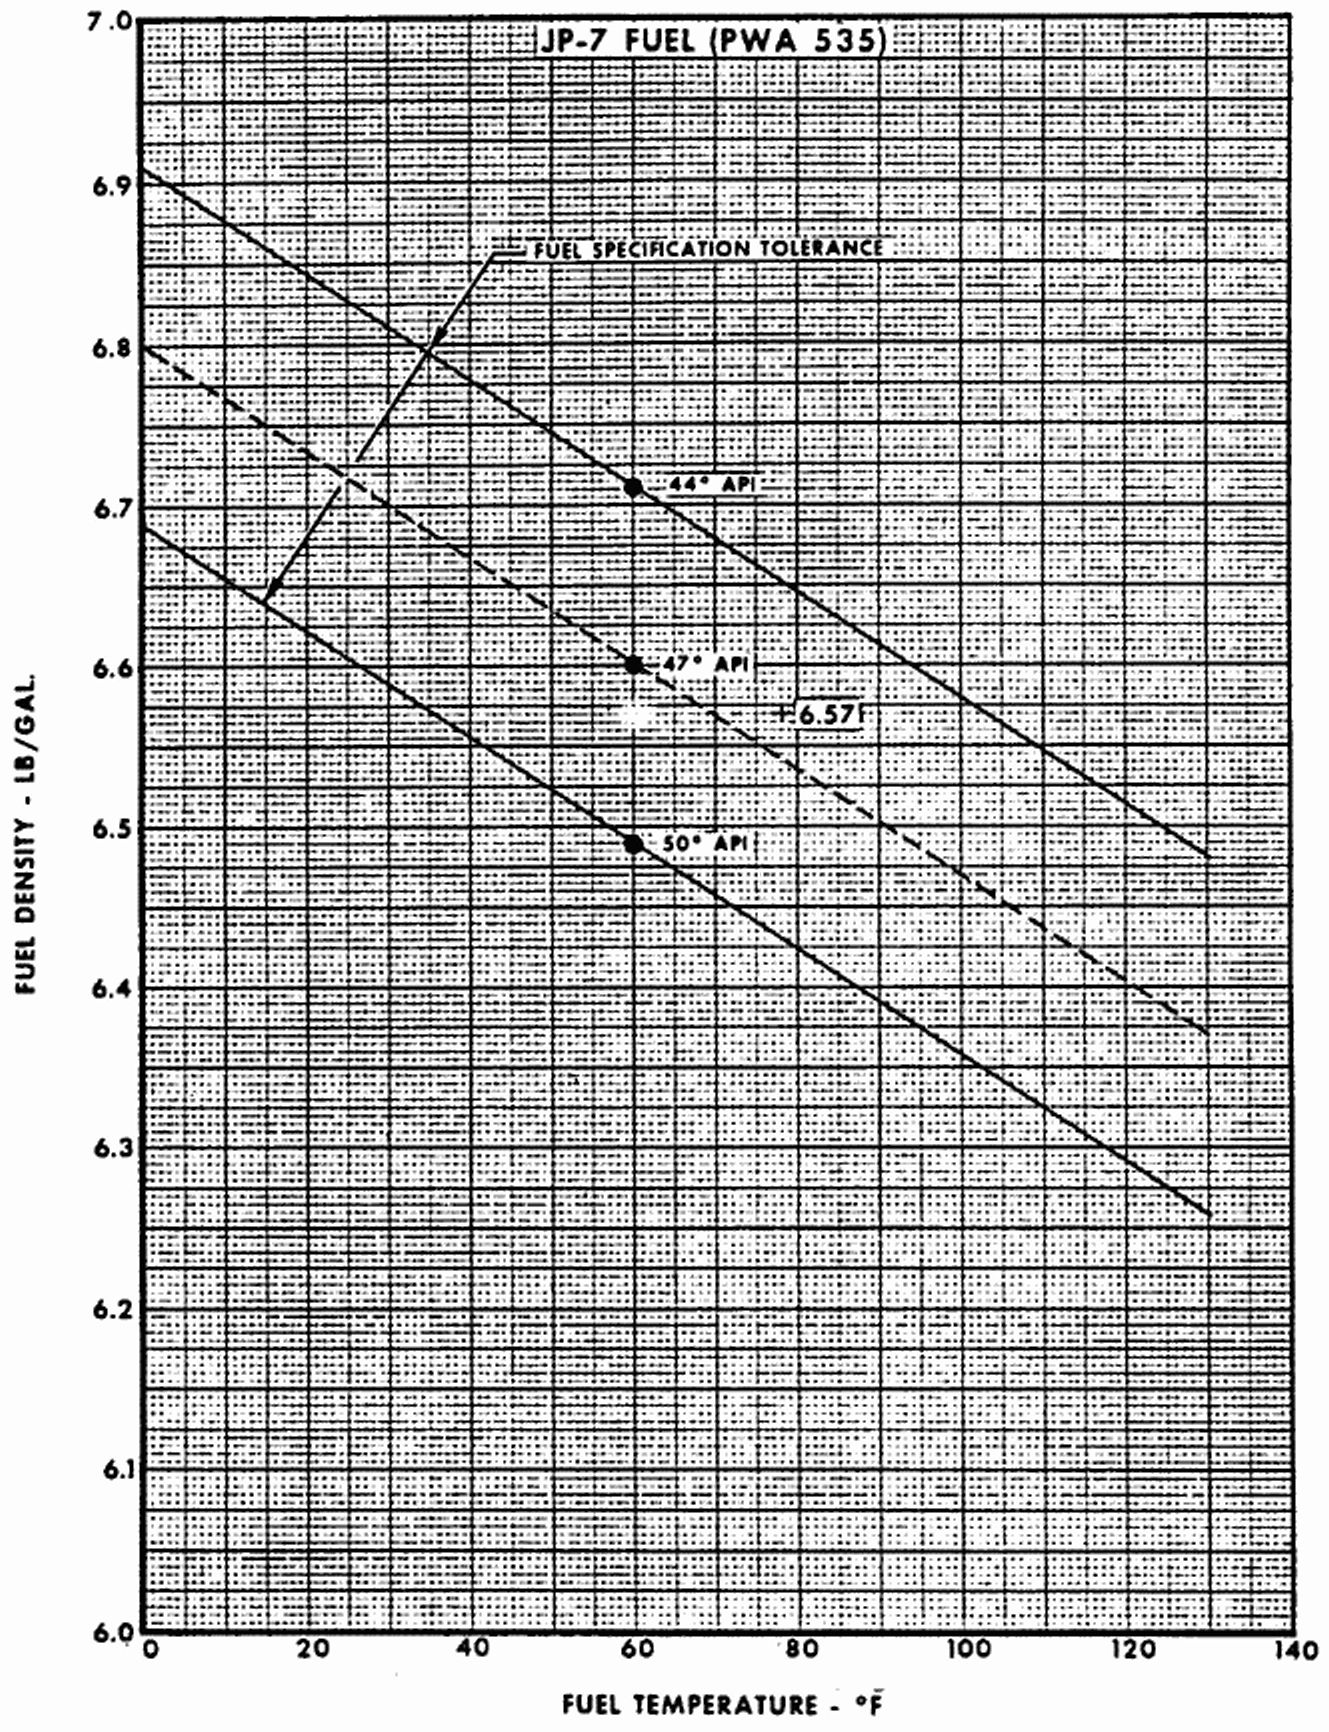 JP-7 FUEL (PWA 535)
7.0
6.9
6.8
6.7
6.6
6.5
6.4
6.3
6.2
6.1
6.0
FUEL DENSITY - LB/GAL.
FUEL SPECIFICATION TOLERANCE
44° API
47° API
+ 6.57
50° API
0 20 40 60 80 100 120 140
FUEL TEMPERATURE - °F